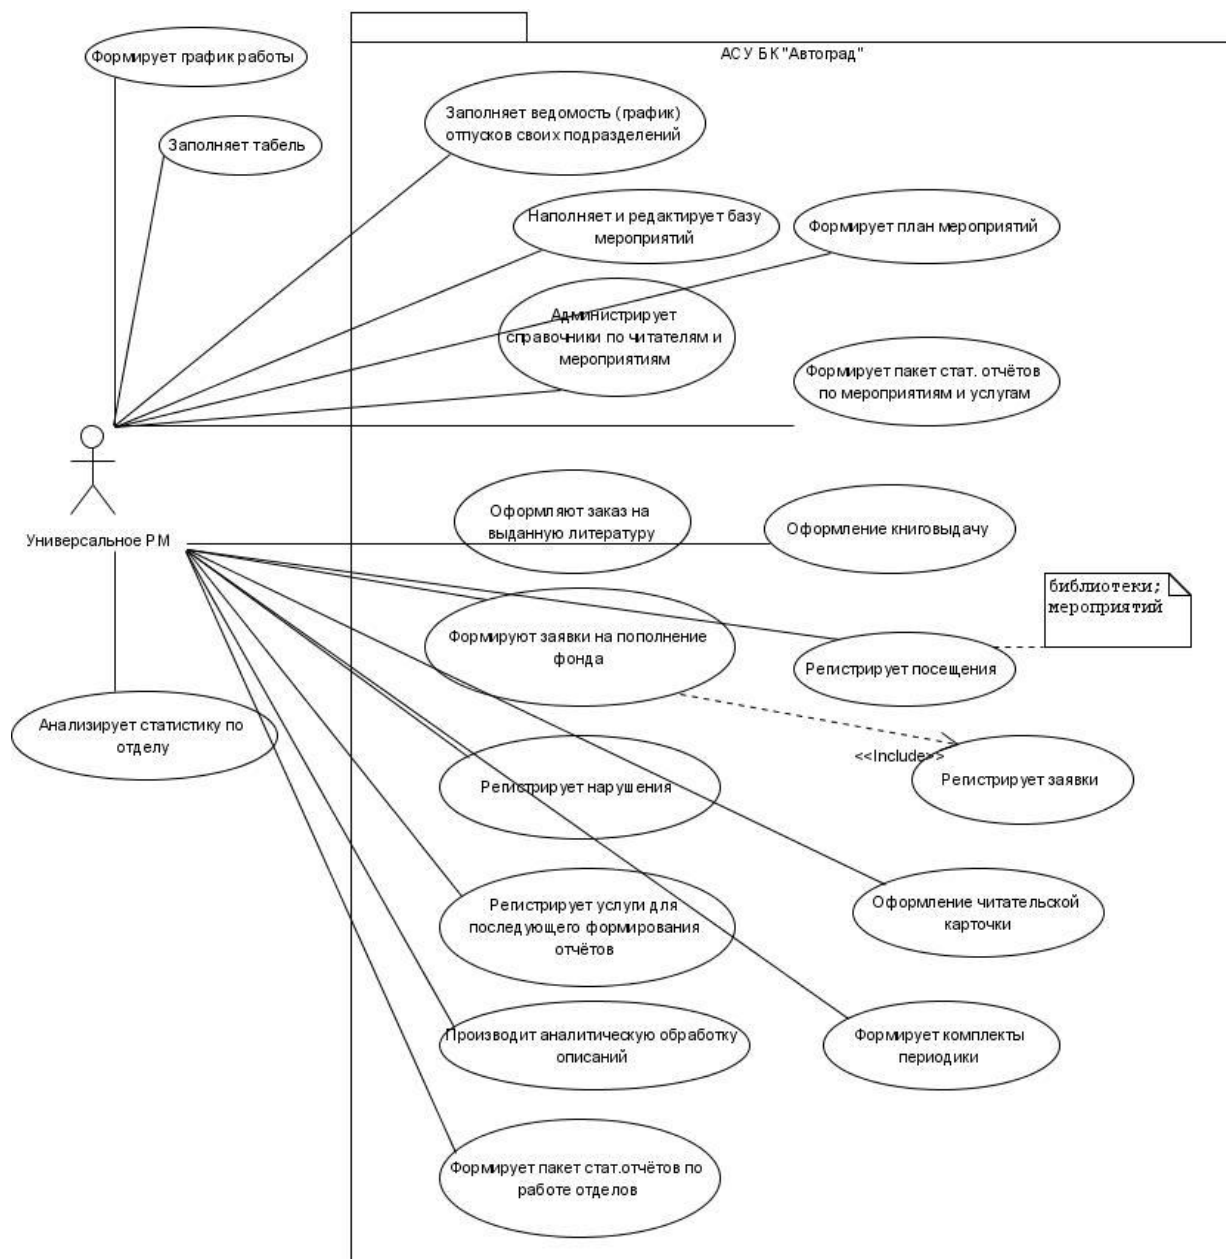 АСУ БК "Автоград"
Формирует график работы
Заполняет табель
Заполняет ведомость (график)
отпусков своих подразделений
Наполняет и редактирует базу
мероприятий
Формирует план мероприятий
Администрирует
справочники по читателям и
мероприятиям
Формирует пакет стат. отчётов
по мероприятиям и услугам
Универсальное РМ
Оформляют заказ на
выданную литературу
Оформление книговыдачу
библиотеки;
мероприятий
Формируют заявки на пополнение
фонда
Регистрирует посещения
Анализирует статистику по
отделу
<<Include>>
Регистрирует нарушения
Регистрирует заявки
Регистрирует услуги для
последующего формирования
отчётов
Оформление читательской
карточки
Производит аналитическую обработку
описаний
Формирует комплекты
периодики
Формирует пакет стат.отчётов по
работе отделов